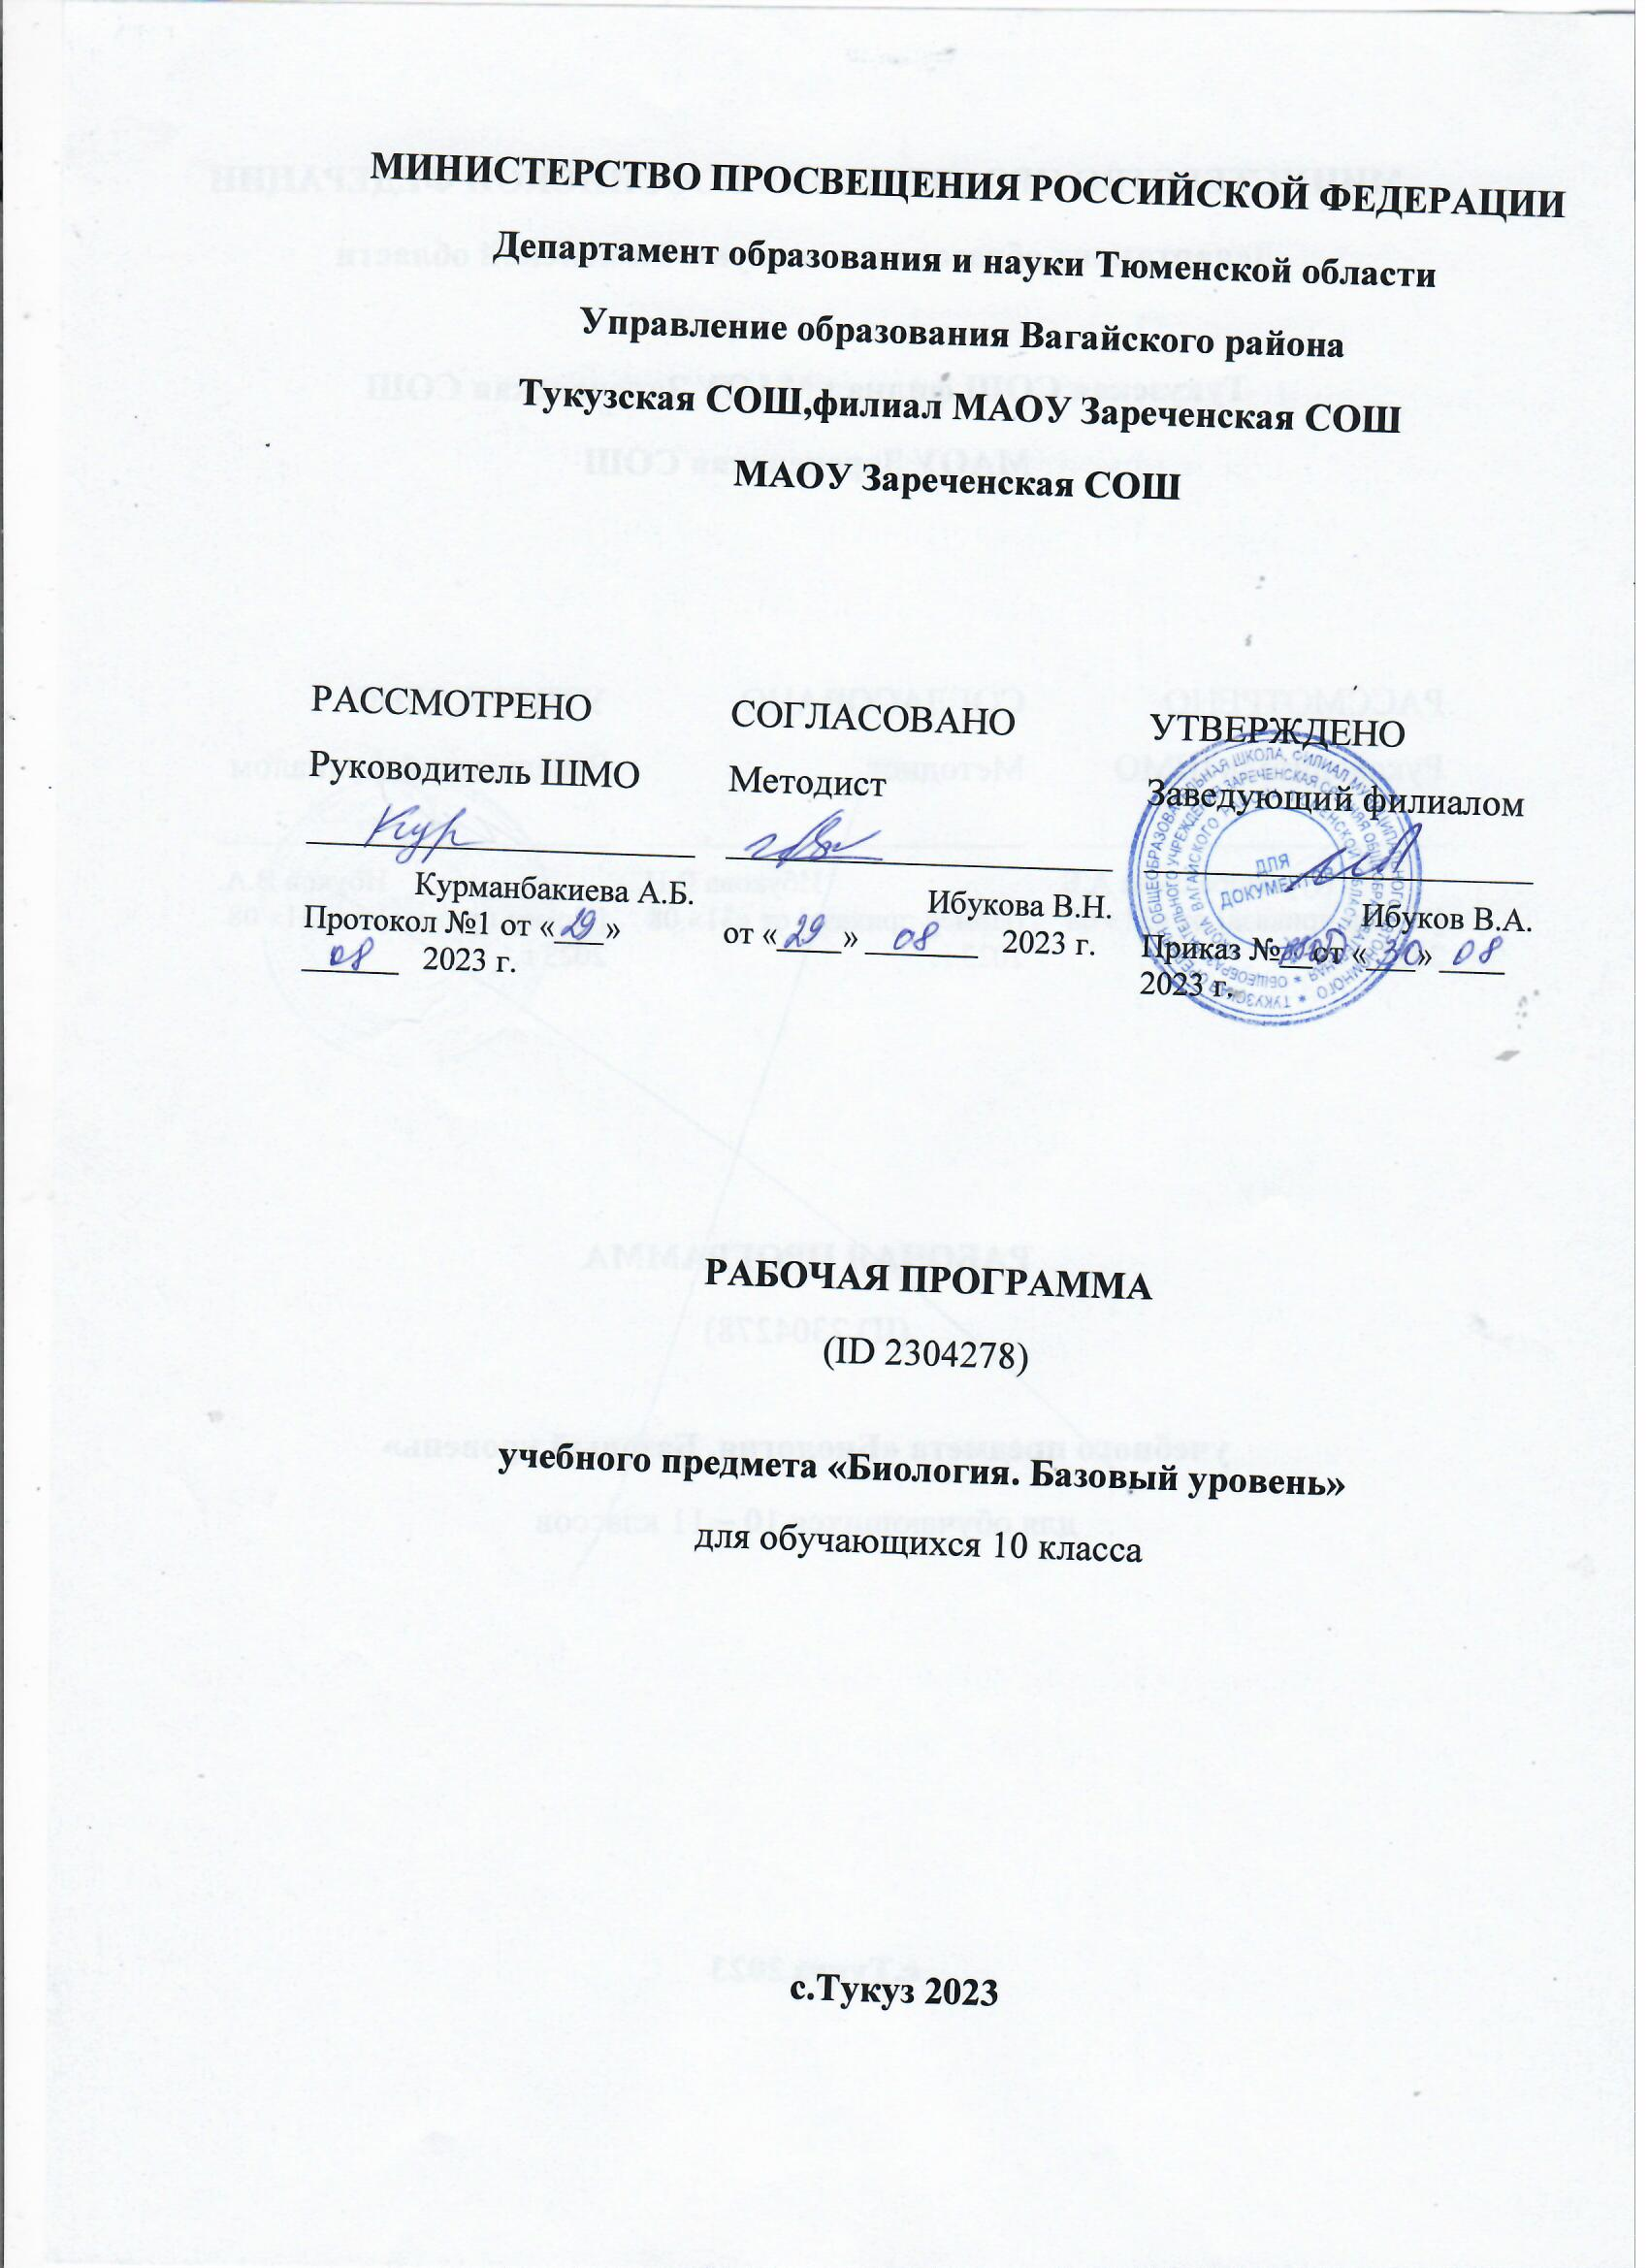 МИНИСТЕРСТВО ПРОСВЕЩЕНИЯ РОССИЙСКОЙ ФЕДЕРАЦИИ
Департамент образования и науки Тюменской области
Управление образования Вагайского района
Тукузская СОШ,филиал МАОУ Зареченская СОШ
МАОУ Зареченская СОШ
РАССМОТРЕНО
Руководитель ШМО
Курманбакиева А.Б.
Протокол №1 от «29»
08 2023 г.
СОГЛАСОВАНО
Методист
Ибукова В.Н.
от «29» 08 2023 г.
УТВЕРЖДЕНО
Заведующий филиалом
Ибуков В.А.
Приказ № от «30» 08
2023 г.
ДЛЯ
ДОКУМЕНТОВ
РАБОЧАЯ ПРОГРАММА
(ID 2304278)
учебного предмета «Биология. Базовый уровень»
для обучающихся 10 класса
с.Тукуз 2023